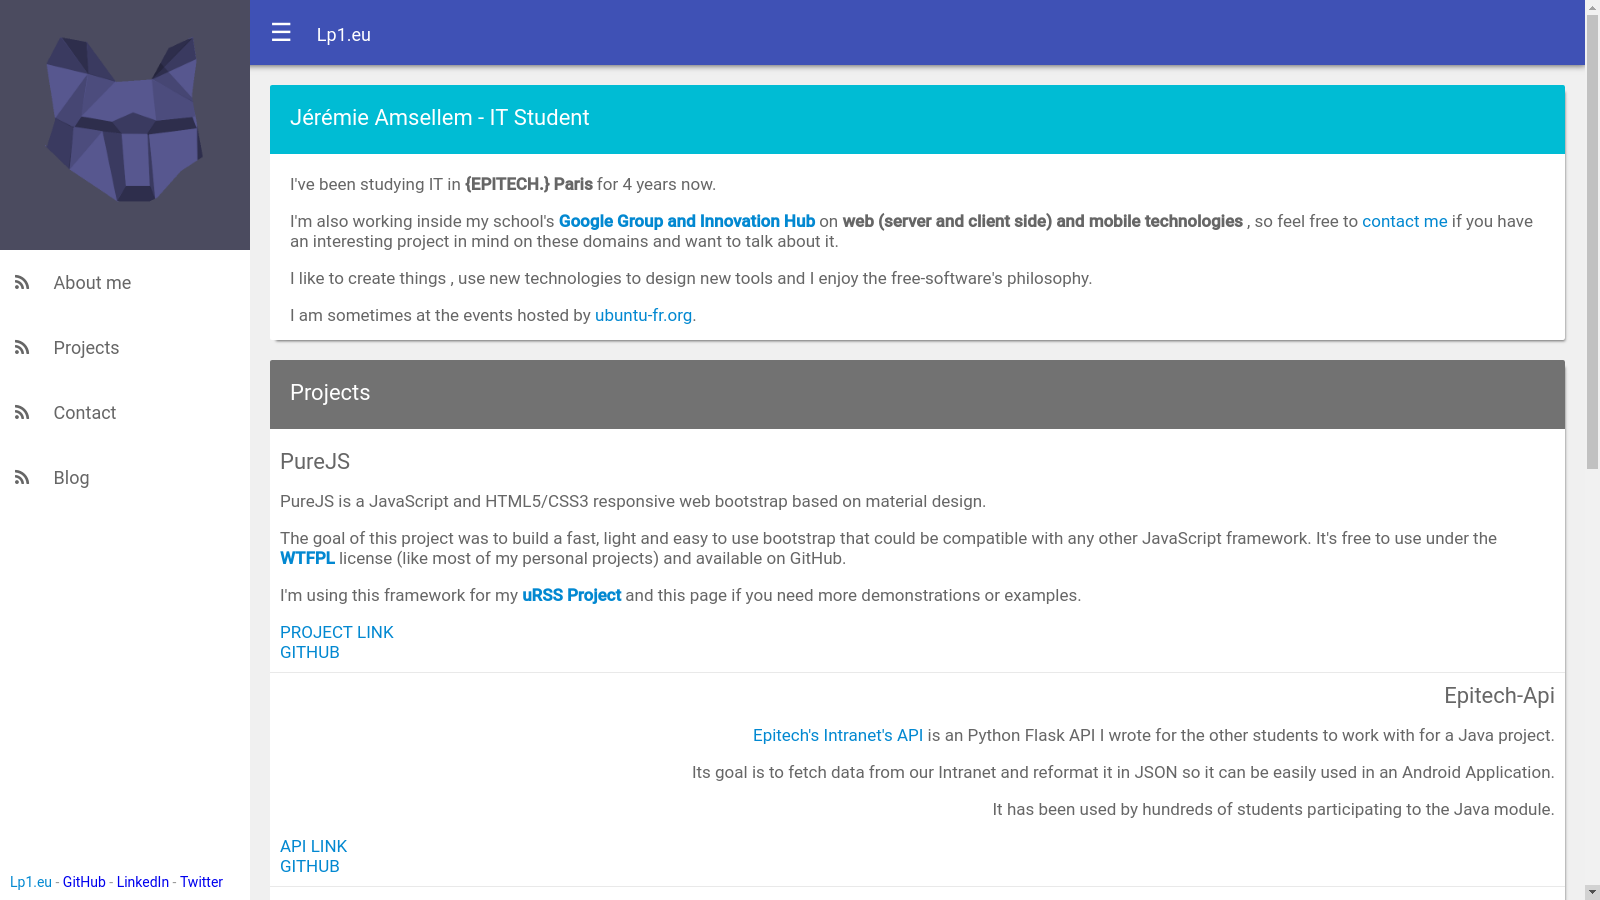 ☰ Lp1.eu
About me
Projects
Contact
Blog
Lp1.eu - GitHub - LinkedIn - Twitter
Jérémie Amsellem - IT Student
I've been studying IT in {EPITECH.} Paris for 4 years now.
I'm also working inside my school's Google Group and Innovation Hub on web (server and client side) and mobile technologies , so feel free to contact me if you have
an interesting project in mind on these domains and want to talk about it.
I like to create things , use new technologies to design new tools and I enjoy the free-software's philosophy.
I am sometimes at the events hosted by ubuntu-fr.org.
Projects
PureJS
PureJS is a JavaScript and HTML5/CSS3 responsive web bootstrap based on material design.
The goal of this project was to build a fast, light and easy to use bootstrap that could be compatible with any other JavaScript framework. It's free to use under the
WTFPL license (like most of my personal projects) and available on GitHub.
I'm using this framework for my uRSS Project and this page if you need more demonstrations or examples.
PROJECT LINK
GITHUB
Epitech-Api
Epitech's Intranet's API is an Python Flask API I wrote for the other students to work with for a Java project.
Its goal is to fetch data from our Intranet and reformat it in JSON so it can be easily used in an Android Application.
It has been used by hundreds of students participating to the Java module.
API LINK
GITHUB